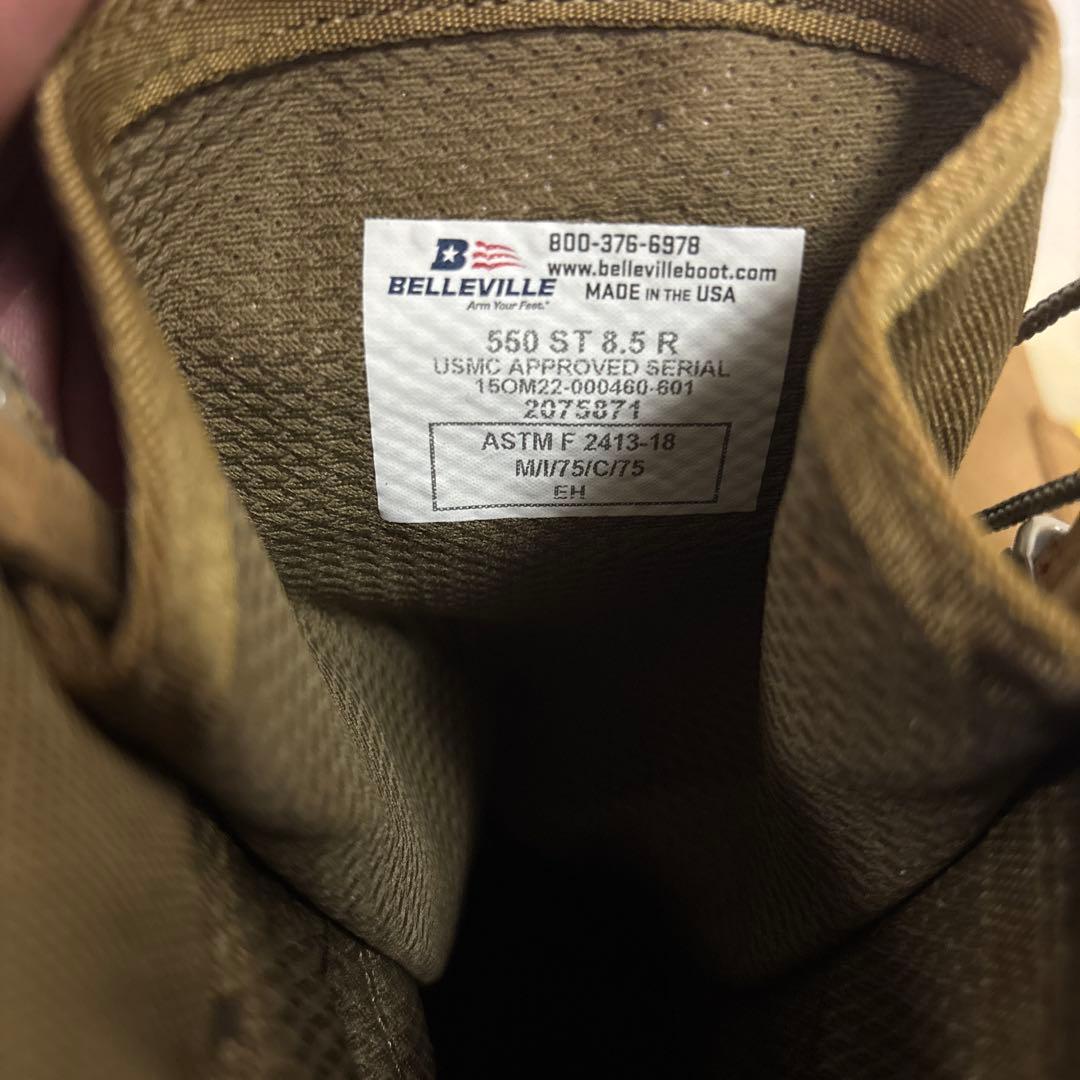 B
800-376-6978
www.bellevilleboot.com
BELLEVILLE
MADE IN THE USA
Arm Your Feet.
550 ST 8.5 R
USMC APPROVED SERIAL
15OM22-000460-601
2075871
ASTM F 2413-18
M/I/75/C/75
EH